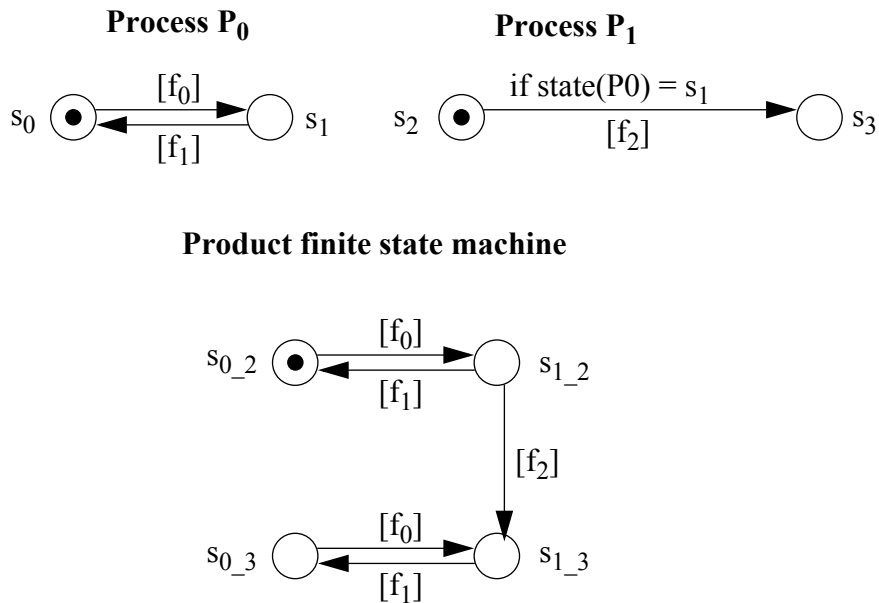 Process P0
Process P1
s0
[f0]
[f1]
s1
s2
if state(P0) = s1
[f2]
s3
Product finite state machine
s0_2
[f0]
[f1]
s1_2
[f2]
s0_3
[f0]
[f1]
s1_3